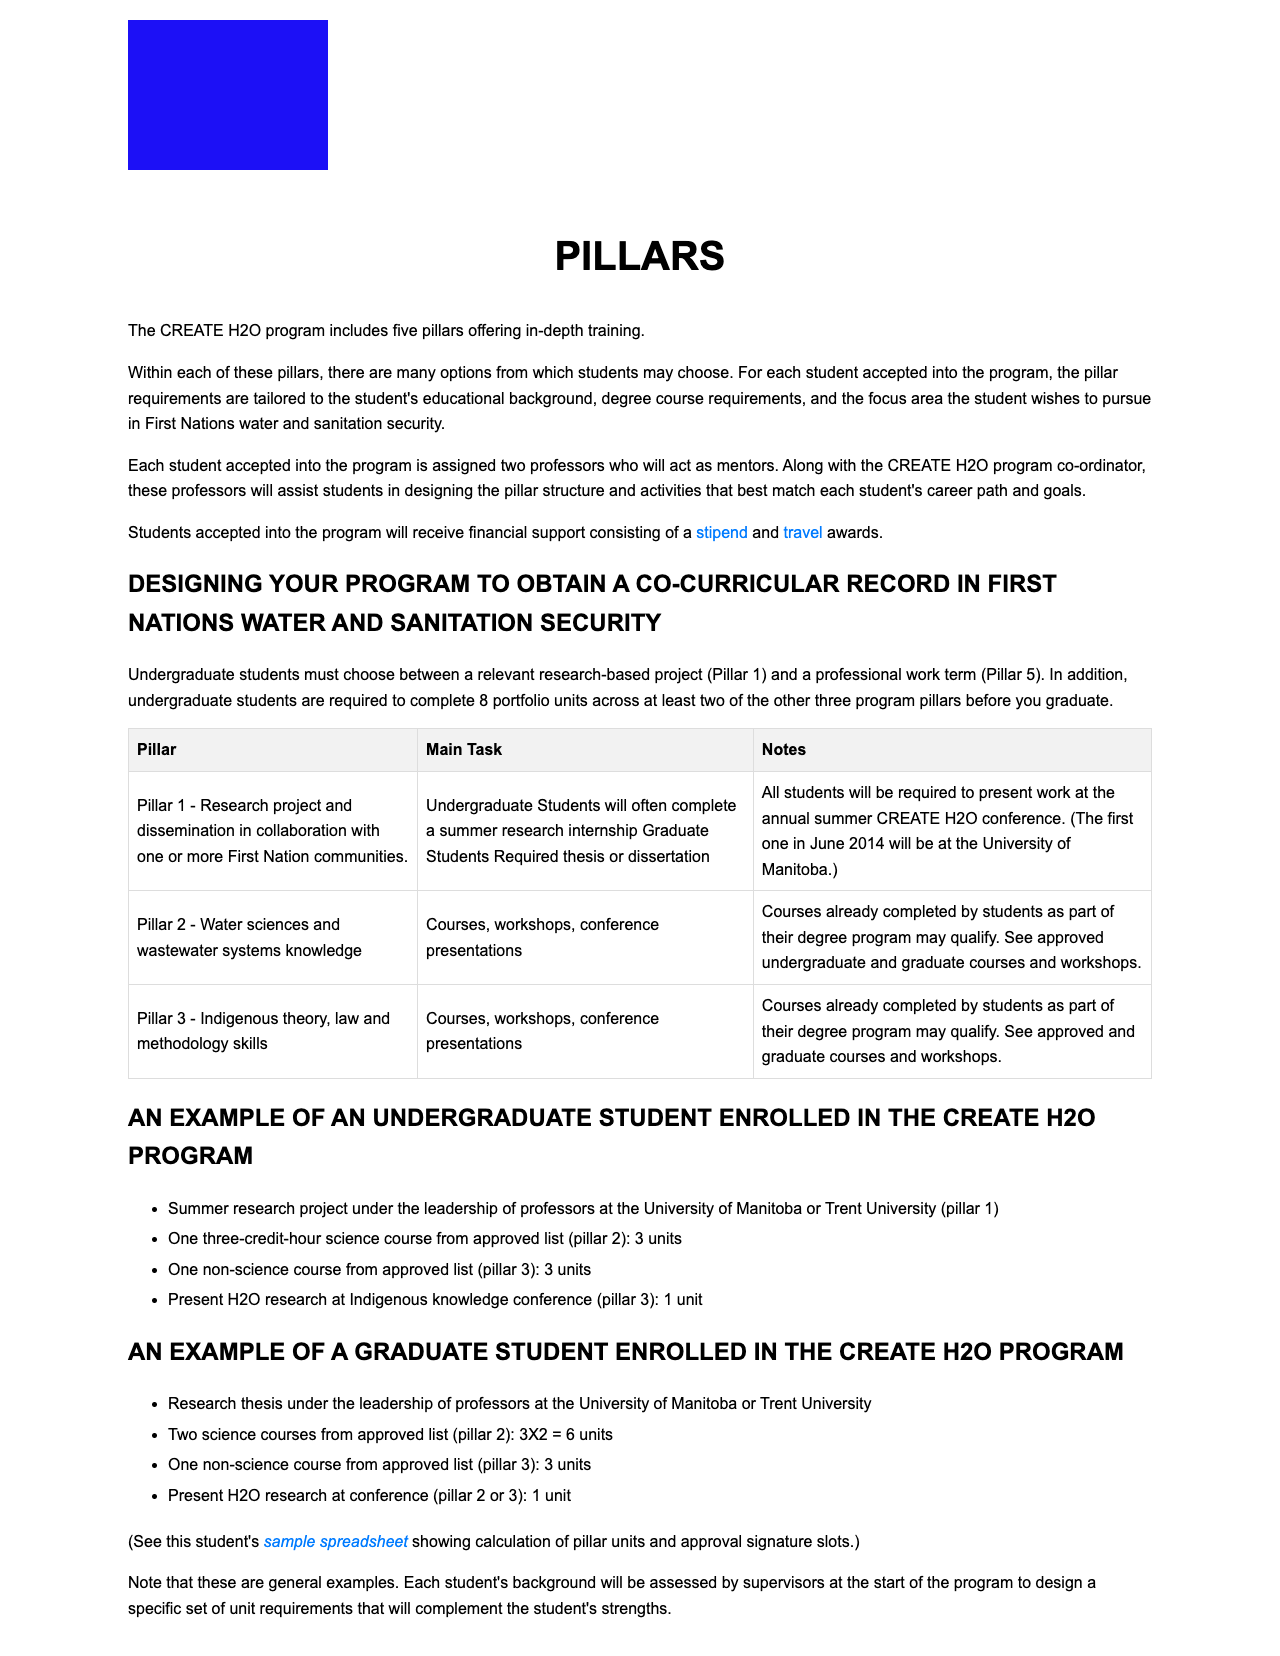 PILLARS
The CREATE H2O program includes five pillars offering in-depth training.
Within each of these pillars, there are many options from which students may choose. For each student accepted into the program, the pillar
requirements are tailored to the student's educational background, degree course requirements, and the focus area the student wishes to pursue
in First Nations water and sanitation security.
Each student accepted into the program is assigned two professors who will act as mentors. Along with the CREATE H2O program co-ordinator,
these professors will assist students in designing the pillar structure and activities that best match each student's career path and goals.
Students accepted into the program will receive financial support consisting of a stipend and travel awards.
DESIGNING YOUR PROGRAM TO OBTAIN A CO-CURRICULAR RECORD IN FIRST
NATIONS WATER AND SANITATION SECURITY
Undergraduate students must choose between a relevant research-based project (Pillar 1) and a professional work term (Pillar 5). In addition,
undergraduate students are required to complete 8 portfolio units across at least two of the other three program pillars before you graduate.
Pillar
Main Task
Notes
Pillar 1 - Research project and
dissemination in collaboration with
one or more First Nation communities.
Undergraduate Students will often complete
a summer research internship Graduate
Students Required thesis or dissertation
All students will be required to present work at the
annual summer CREATE H2O conference. (The first
one in June 2014 will be at the University of
Manitoba.)
Pillar 2 - Water sciences and
wastewater systems knowledge
Courses, workshops, conference
presentations
Courses already completed by students as part of
their degree program may qualify. See approved
undergraduate and graduate courses and workshops.
Pillar 3 - Indigenous theory, law and
methodology skills
Courses, workshops, conference
presentations
Courses already completed by students as part of
their degree program may qualify. See approved and
graduate courses and workshops.
AN EXAMPLE OF AN UNDERGRADUATE STUDENT ENROLLED IN THE CREATE H2O
PROGRAM
• Summer research project under the leadership of professors at the University of Manitoba or Trent University (pillar 1)
• One three-credit-hour science course from approved list (pillar 2): 3 units
• One non-science course from approved list (pillar 3): 3 units
• Present H2O research at Indigenous knowledge conference (pillar 3): 1 unit
AN EXAMPLE OF A GRADUATE STUDENT ENROLLED IN THE CREATE H2O PROGRAM
• Research thesis under the leadership of professors at the University of Manitoba or Trent University
• Two science courses from approved list (pillar 2): 3X2 = 6 units
• One non-science course from approved list (pillar 3): 3 units
• Present H2O research at conference (pillar 2 or 3): 1 unit
(See this student's sample spreadsheet showing calculation of pillar units and approval signature slots.)
Note that these are general examples. Each student's background will be assessed by supervisors at the start of the program to design a
specific set of unit requirements that will complement the student's strengths.